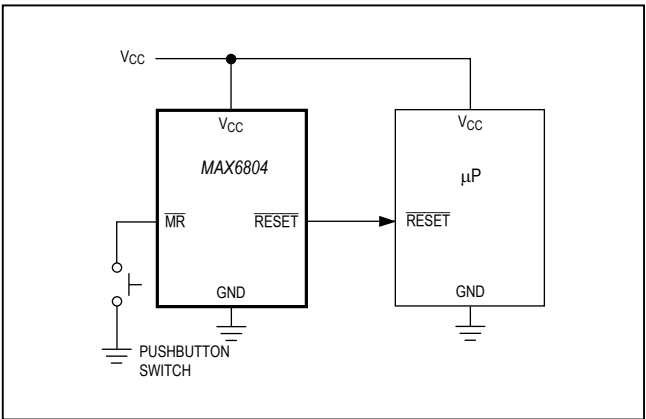 VCC
VCC
MAX6804
MR
RESET
GND
VCC
μP
RESET
GND
PUSHBUTTON
SWITCH